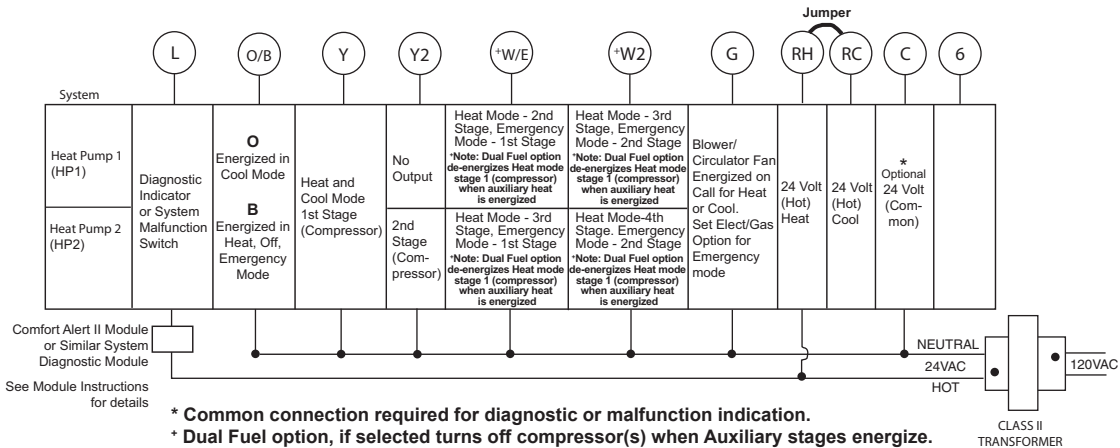 Jumper
L
O/B
Y
Y2
+W/E
+W2
G
RH
RC
C
6
System
Heat Pump 1
(HP1)
Heat Pump 2
(HP2)
Diagnostic
Indicator
or System
Malfunction
Switch
O
Energized in
Cool Mode
B
Energized in
Heat, Off,
Emergency
Mode
Heat and
Cool Mode
1st Stage
(Compressor)
No
Output
2nd
Stage
(Com-
pressor)
Heat Mode - 2nd
Stage, Emergency
Mode - 1st Stage
+Note: Dual Fuel option
de-energizes Heat mode
stage 1 (compressor)
when auxiliary heat
is energized
Heat Mode - 3rd
Stage, Emergency
Mode - 1st Stage
+Note: Dual Fuel option
de-energizes Heat mode
stage 1 (compressor)
when auxiliary heat
is energized
Heat Mode - 3rd
Stage, Emergency
Mode - 2nd Stage
+Note: Dual Fuel option
de-energizes Heat mode
stage 1 (compressor)
when auxiliary heat
is energized
Heat Mode-4th
Stage. Emergency
Mode - 2nd Stage
+Note: Dual Fuel option
de-energizes Heat mode
stage 1 (compressor)
when auxiliary heat
is energized
Blower/
Circulator Fan
Energized on
Call for Heat
or Cool.
Set Elect/Gas
Option for
Emergency
mode
24 Volt
(Hot)
Heat
24 Volt
(Hot)
Cool
*
Optional
24 Volt
(Com-
mon)
Comfort Alert II Module
or Similar System
Diagnostic Module
See Module Instructions
for details
NEUTRAL
24VAC
HOT
120VAC
CLASS II
TRANSFORMER
* Common connection required for diagnostic or malfunction indication.
+ Dual Fuel option, if selected turns off compressor(s) when Auxiliary stages energize.